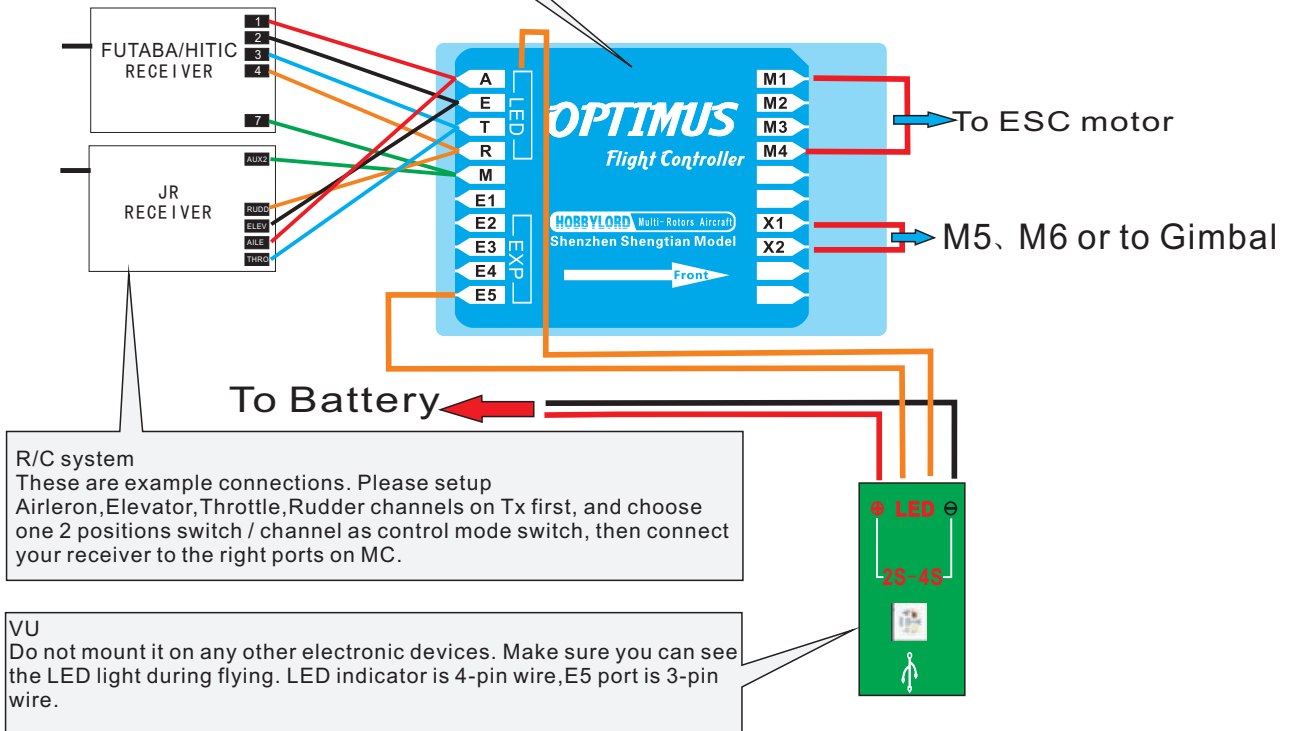 FUTABA/HITIC
RECEIVER
1
2
3
4
7
JR
RECEIVER
AUX2
RUDD
ELEV
AILE
THRO
A
E
T
R
M
E1
E2
E3
E4
E5
LED
EXP
OPTIMUS
Flight Controller
HOBBYLORD Multi-Rotors Aircraft
Shenzhen Shengtian Model
Front
M1
M2
M3
M4
X1
X2
To ESC motor
M5、M6 or to Gimbal
To Battery
R/C system
These are example connections. Please setup
Airleron,Elevator,Throttle,Rudder channels on Tx first, and choose
one 2 positions switch / channel as control mode switch, then connect
your receiver to the right ports on MC.
⊕ LED ⊖
2S-4S
VU
Do not mount it on any other electronic devices. Make sure you can see
the LED light during flying. LED indicator is 4-pin wire,E5 port is 3-pin
wire.